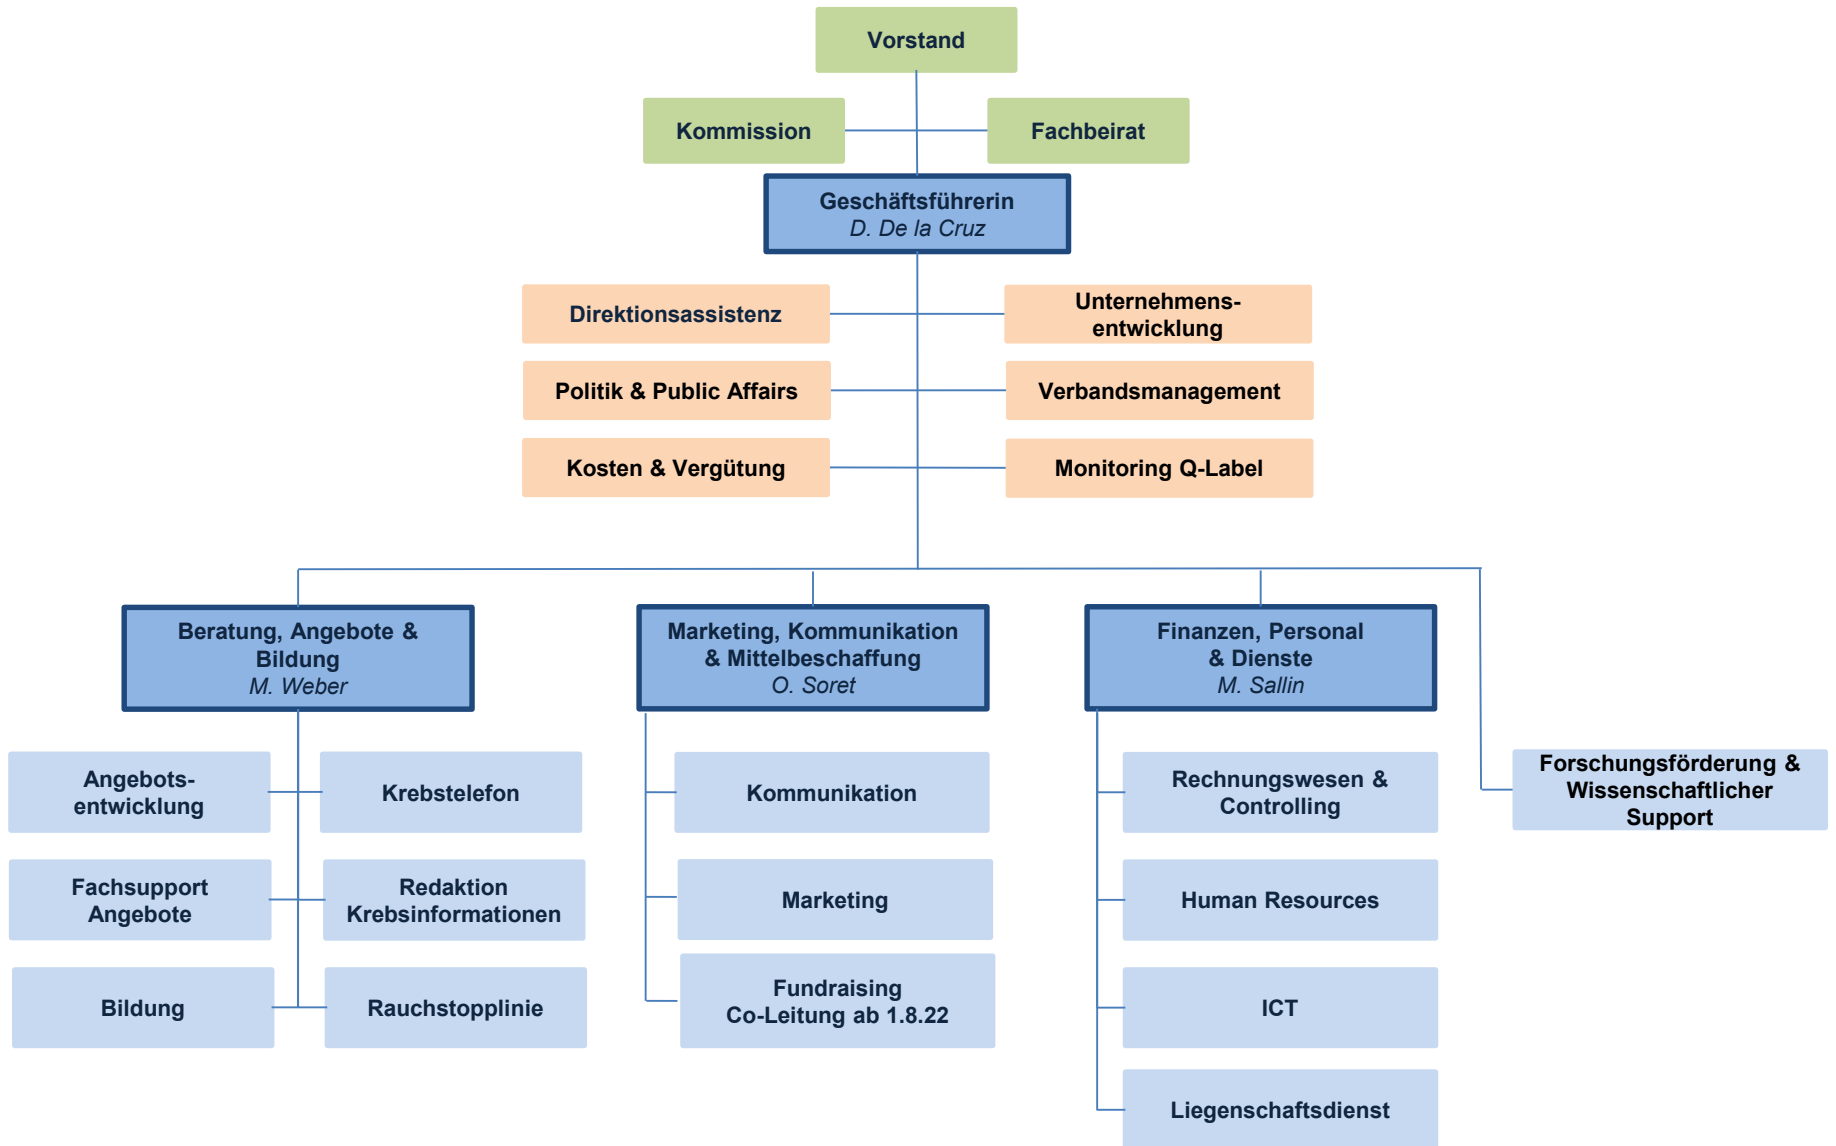 Vorstand
Kommission
Fachbeirat
Geschäftsführerin
D. De la Cruz
Direktionsassistenz
Unternehmens-
entwicklung
Politik & Public Affairs
Verbandsmanagement
Kosten & Vergütung
Monitoring Q-Label
Beratung, Angebote &
Bildung
M. Weber
Marketing, Kommunikation
& Mittelbeschaffung
O. Soret
Finanzen, Personal
& Dienste
M. Sallin
Angebots-
entwicklung
Krebstelefon
Fachsupport
Angebote
Redaktion
Krebsinformationen
Bildung
Rauchstopplinie
Kommunikation
Marketing
Fundraising
Co-Leitung ab 1.8.22
Rechnungswesen &
Controlling
Human Resources
ICT
Liegenschaftsdienst
Forschungsförderung &
Wissenschaftlicher
Support